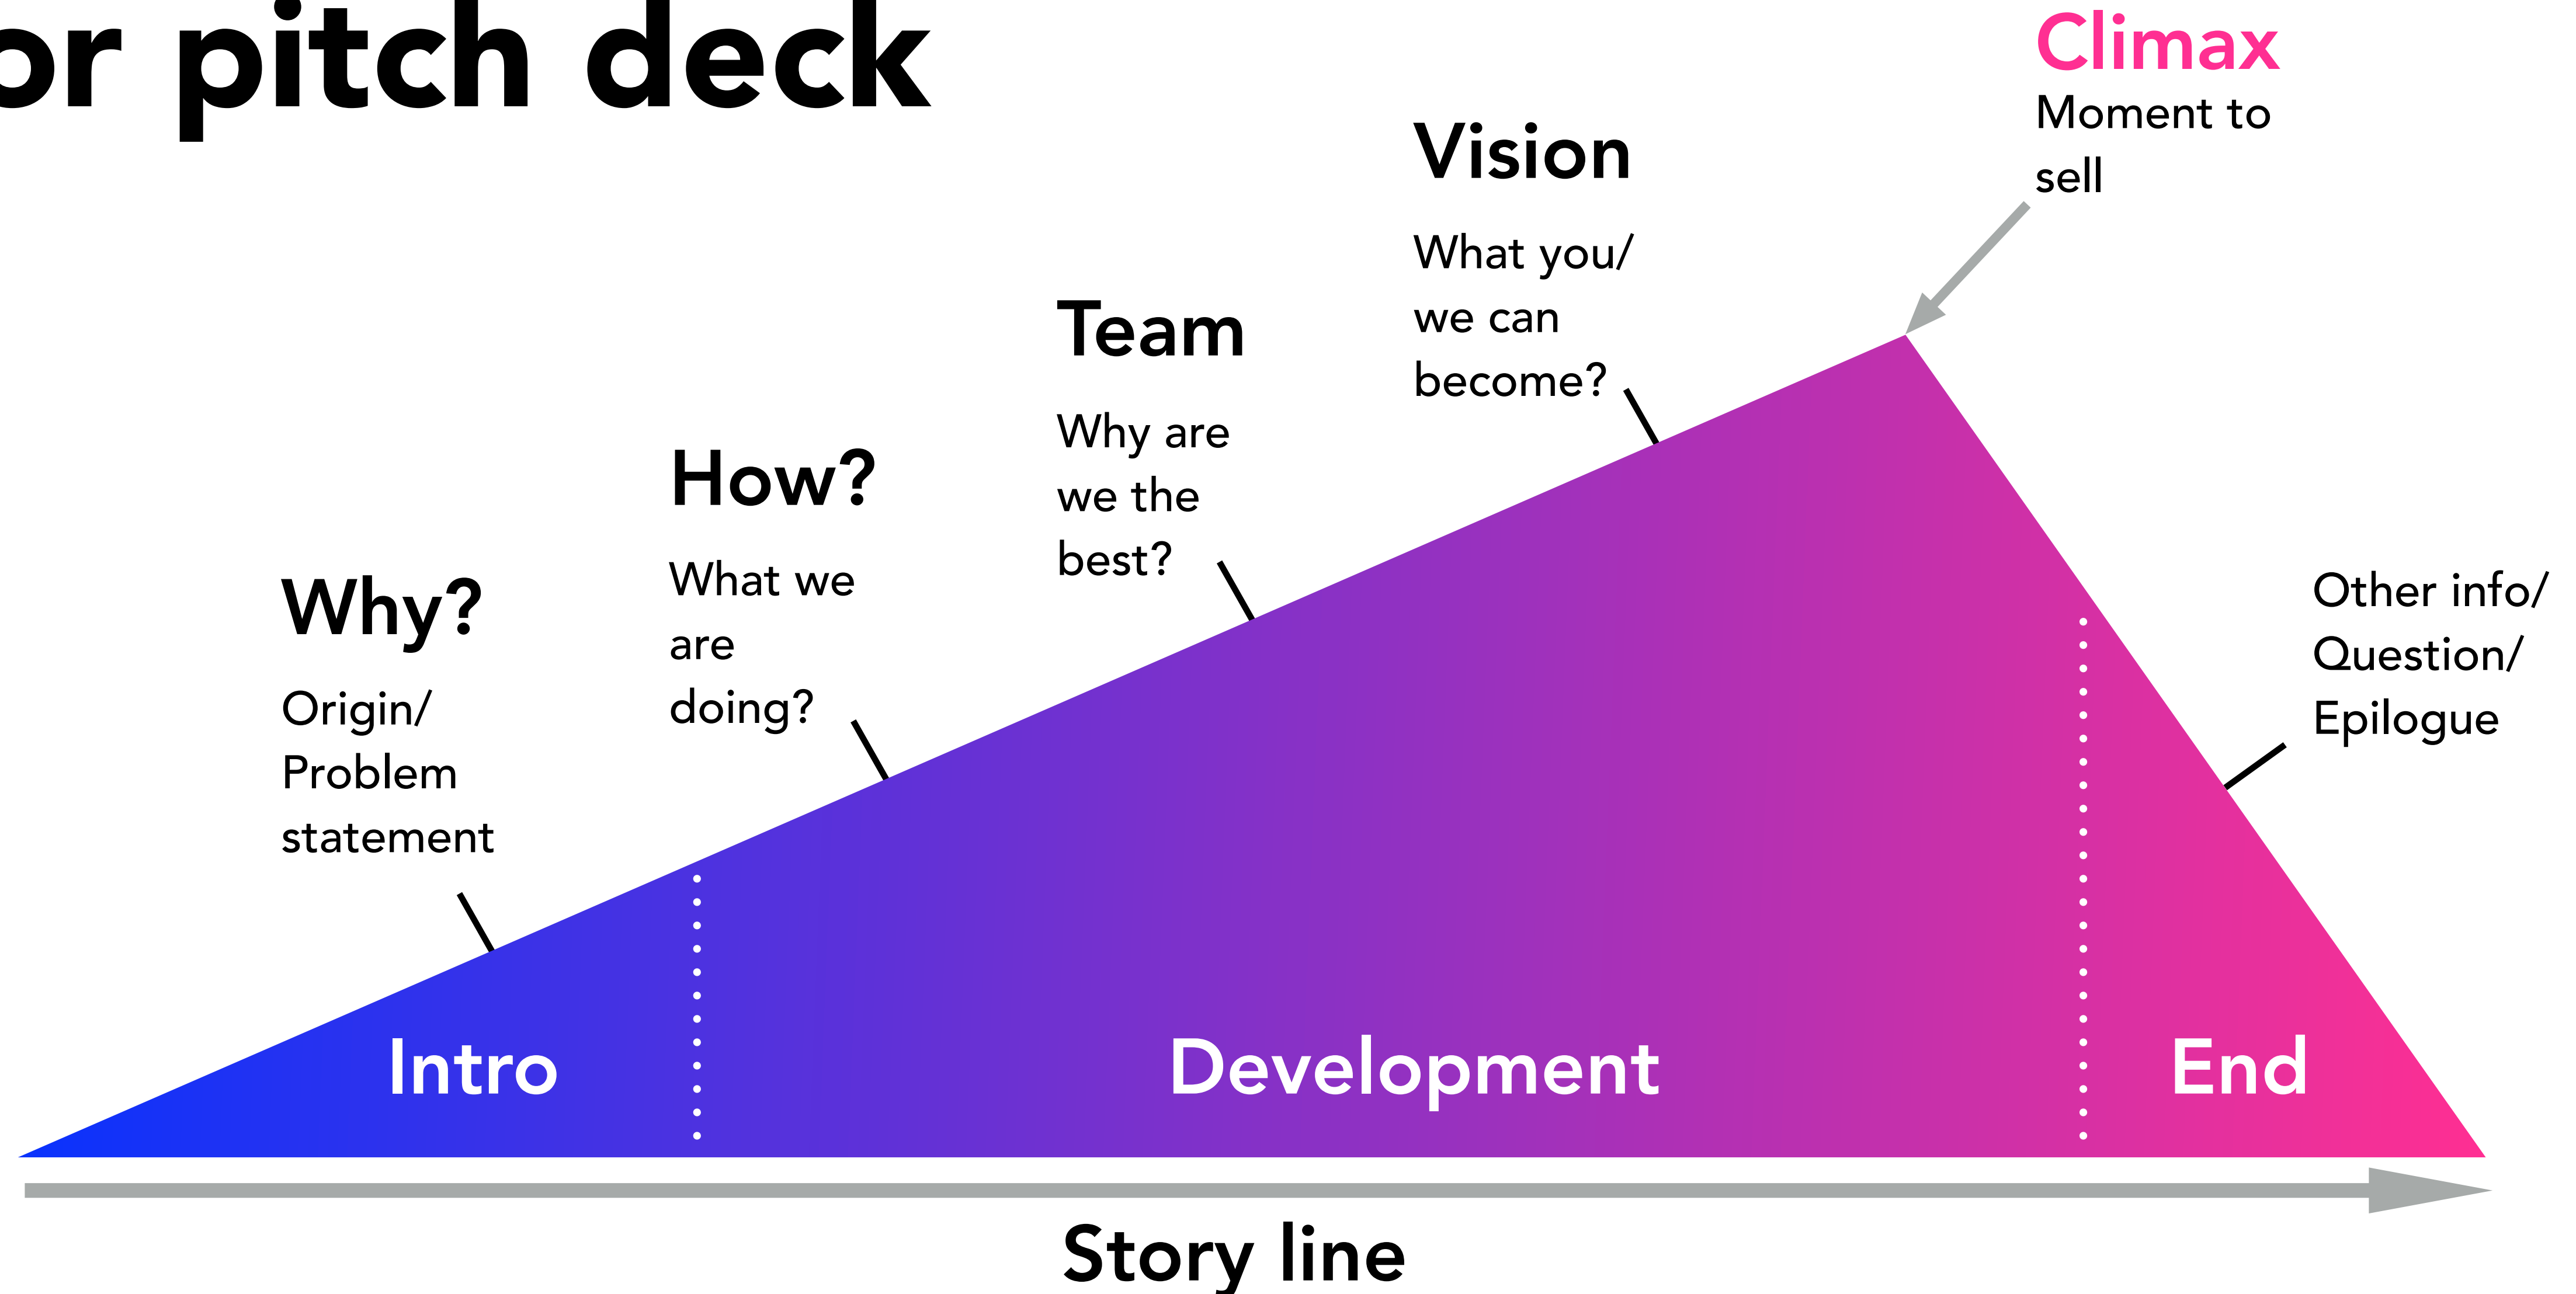 or pitch deck
Climax
Moment to
sell
Vision
What you/
we can
become?
Team
Why are
we the
best?
How?
What we
are
doing?
Why?
Origin/
Problem
statement
Other info/
Question/
Epilogue
Intro
Development
End
Story line